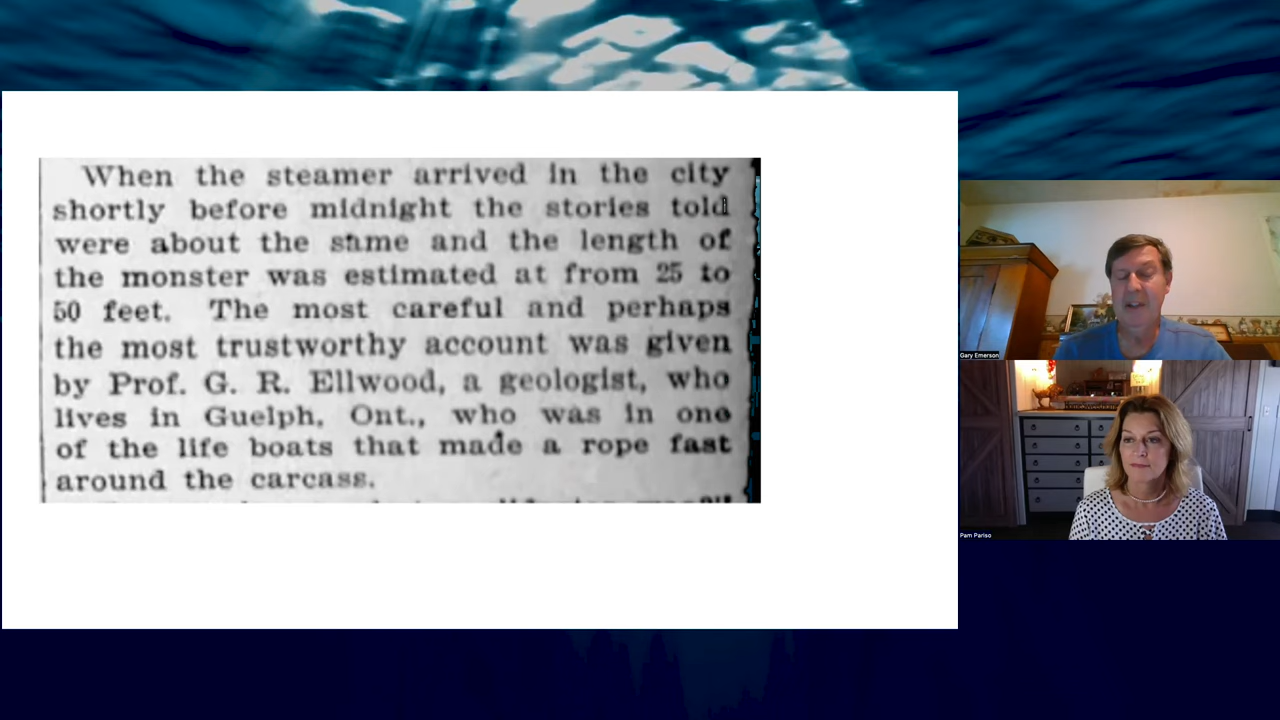 When the steamer arrived in the city
shortly before midnight the stories told
were about the same and the length of
the monster was estimated at from 25 to
50 feet. The most careful and perhaps
the most trustworthy account was given
by Prof. G. R. Ellwood, a geologist, who
lives in Guelph, Ont., who was in one
of the life boats that made a rope fast
around the carcass.
Gary Emerson
Pam Pariso